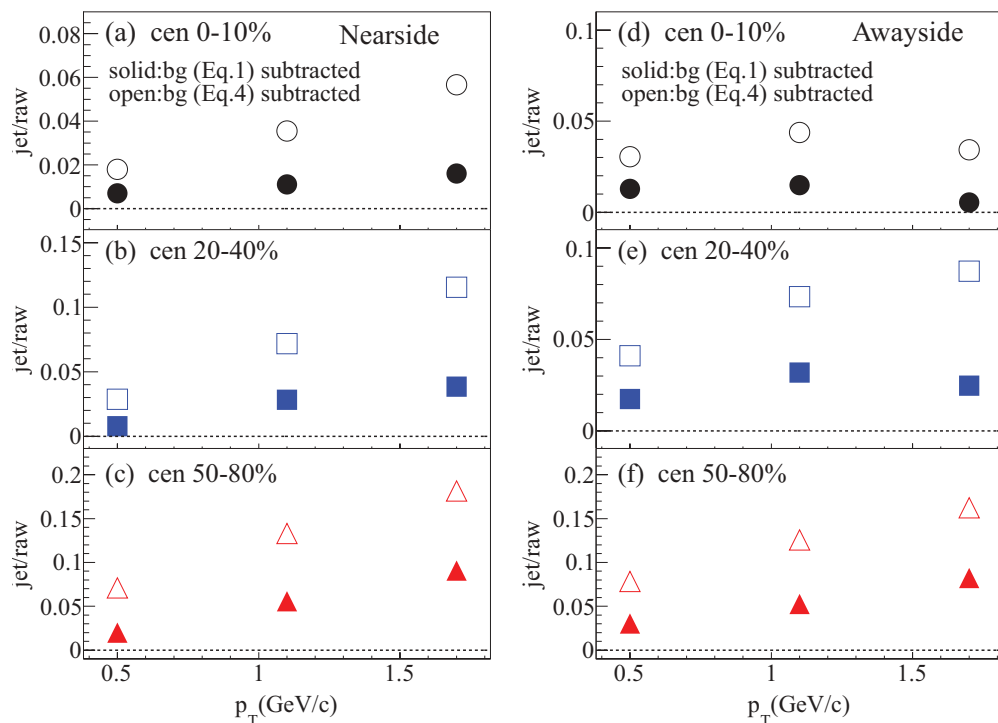 (a) cen 0-10% Nearside
solid:bg (Eq.1) subtracted
open:bg (Eq.4) subtracted
jet/raw
0.08
0.06
0.04
0.02
0
(b) cen 20-40%
jet/raw
0.15
0.1
0.05
0
(c) cen 50-80%
jet/raw
0.2
0.15
0.1
0.05
0
0.5 1 1.5
p_T(GeV/c)
(d) cen 0-10% Awayside
solid:bg (Eq.1) subtracted
open:bg (Eq.4) subtracted
jet/raw
0.1
0.05
0
(e) cen 20-40%
jet/raw
0.1
0.05
0
(f) cen 50-80%
jet/raw
0.2
0.15
0.1
0.05
0
0.5 1 1.5
p_T(GeV/c)